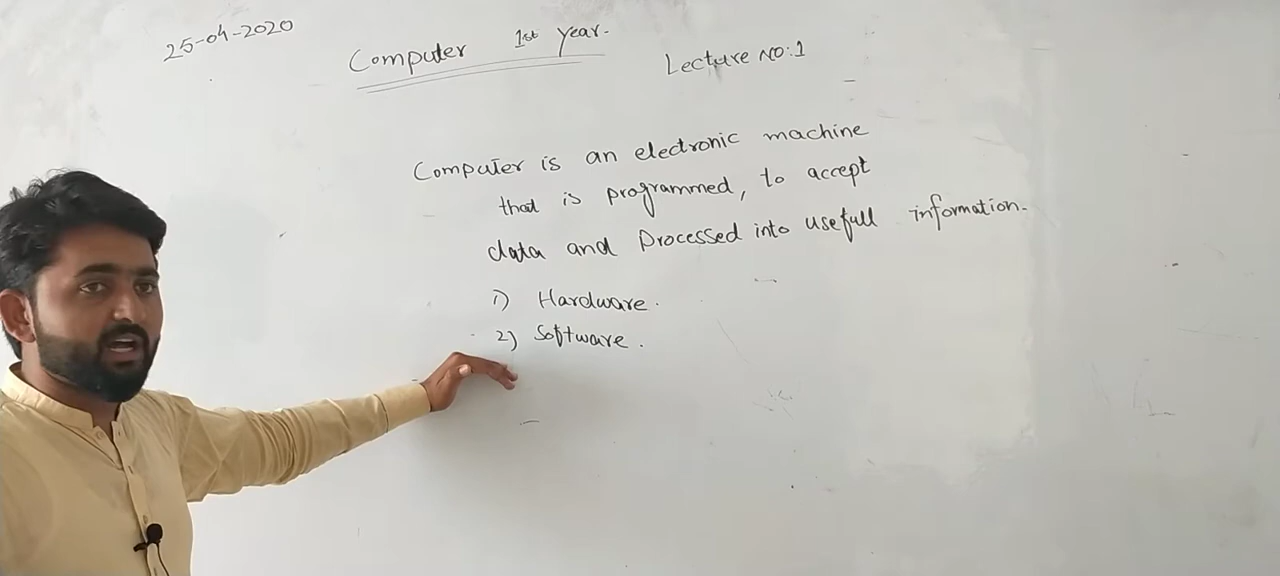 25-04-2020
Computer 1st Year.
Lecture NO:1
Computer is an electronic machine
that is programmed, to accept
data and Processed into usefull information.
1) Hardware.
2) Software.